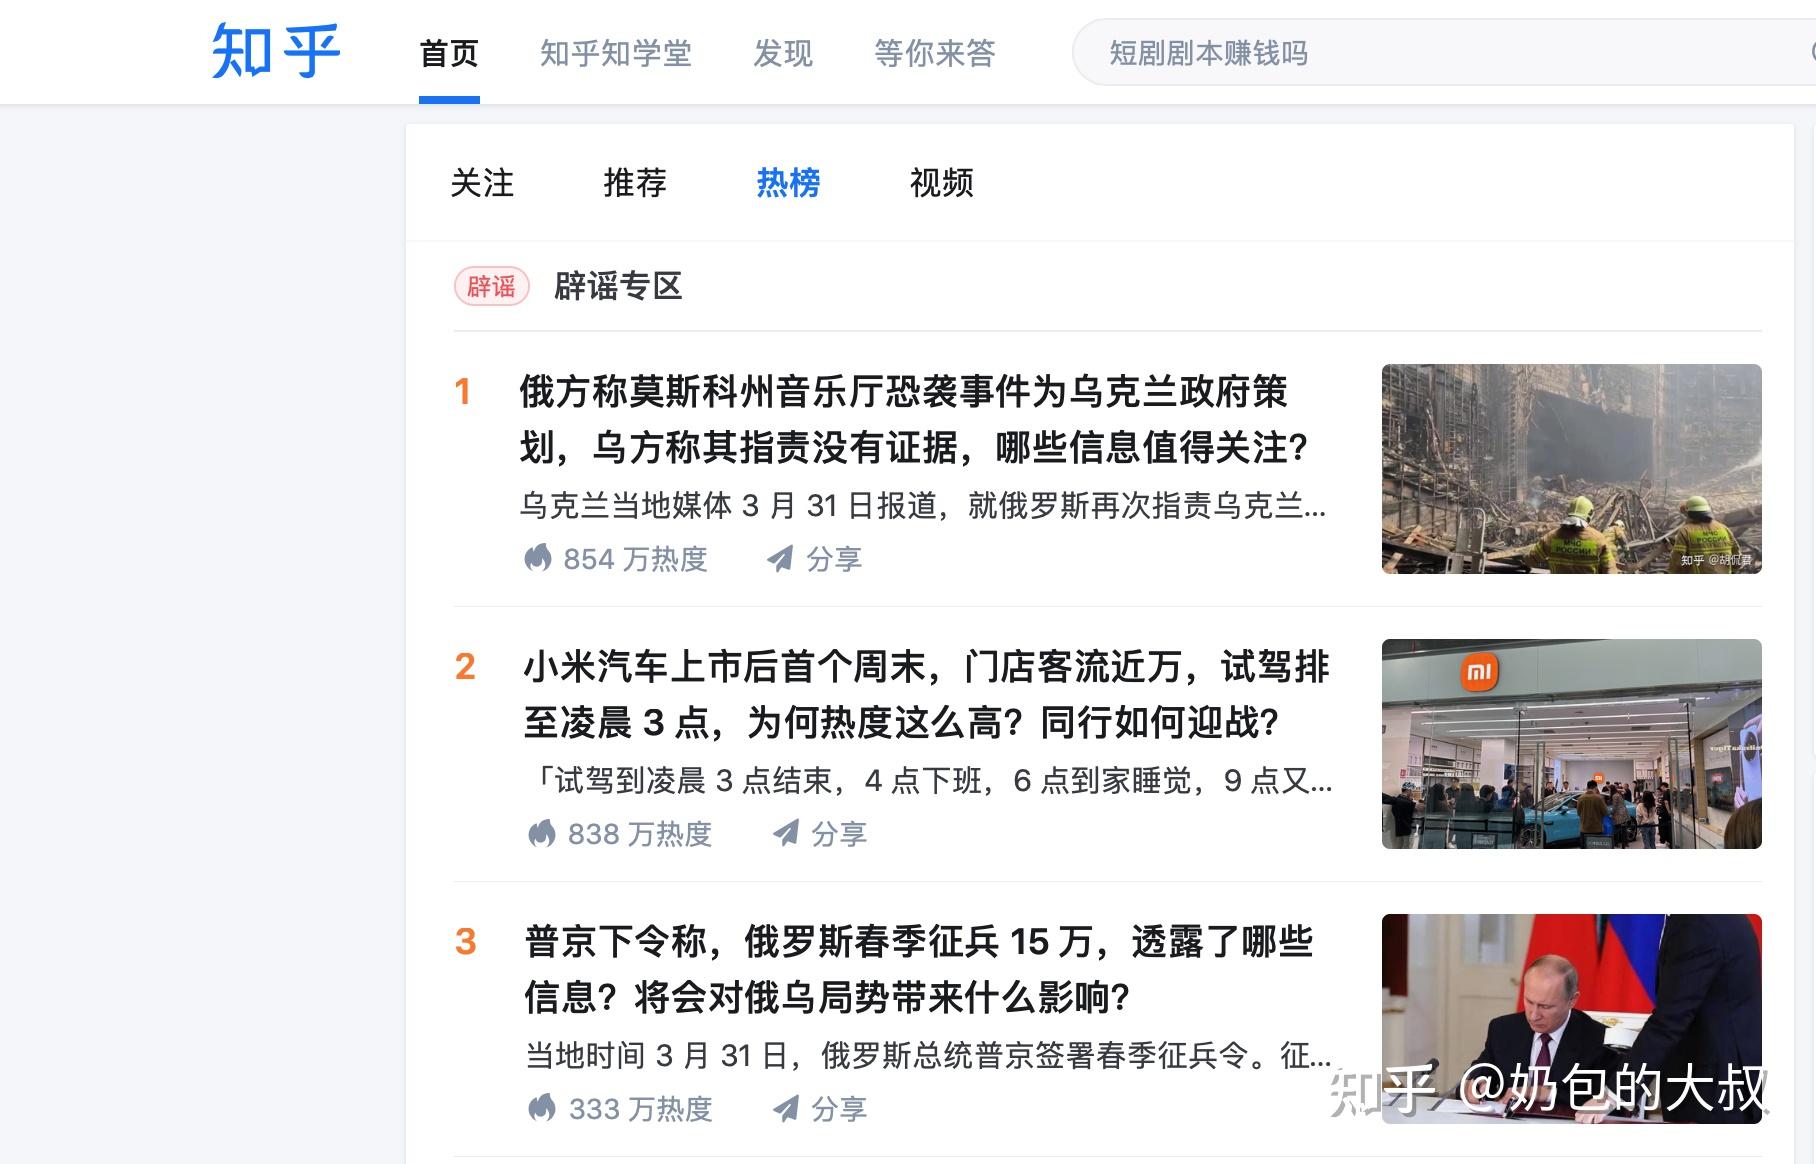 知乎
首页
知乎知学堂
发现
等你来答
短剧剧本赚钱吗
关注
推荐
热榜
视频
辟谣
辟谣专区
1
俄方称莫斯科州音乐厅恐袭事件为乌克兰政府策
划，乌方称其指责没有证据，哪些信息值得关注？
乌克兰当地媒体 3 月 31 日报道，就俄罗斯再次指责乌克兰...
854 万热度
分享
МЧС
РОССИИ
МЧС
РОССИИ
知乎 @胡侃君
2
小米汽车上市后首个周末，门店客流近万，试驾排
至凌晨 3 点，为何热度这么高？同行如何迎战？
「试驾到凌晨 3 点结束，4 点下班，6 点到家睡觉，9 点又...
838 万热度
分享
mi
3
普京下令称，俄罗斯春季征兵 15 万，透露了哪些
信息？将会对俄乌局势带来什么影响？
当地时间 3 月 31 日，俄罗斯总统普京签署春季征兵令。征...
333 万热度
分享
知乎 @奶包的大叔